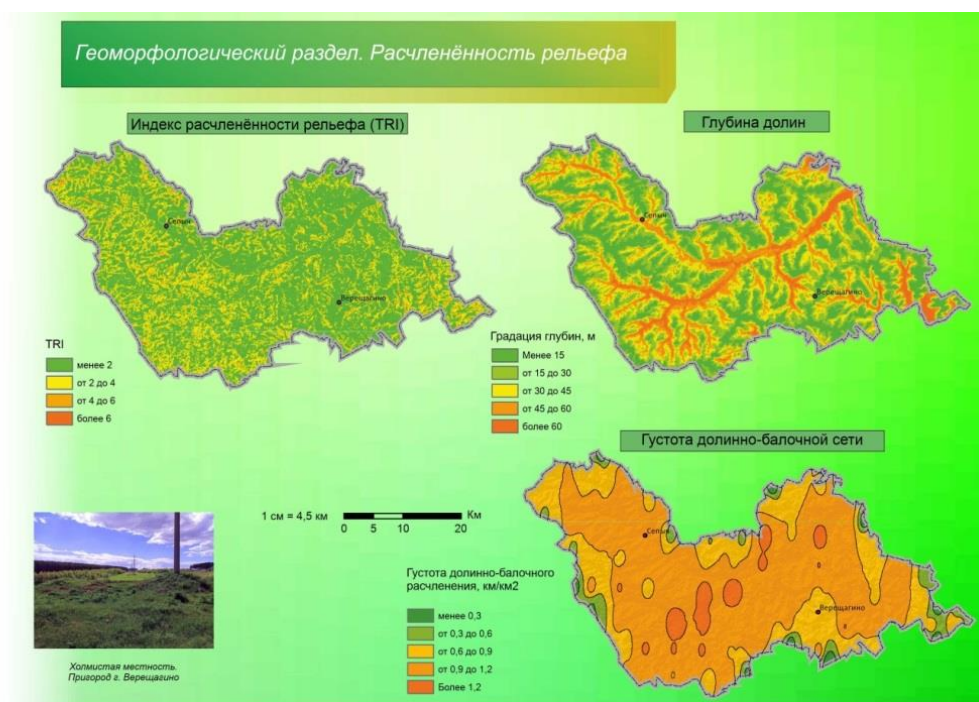 Геоморфологический раздел. Расчленённость рельефа
Индекс расчленённости рельефа (TRI)
Сепыч
Верещагино
TRI
менее 2
от 2 до 4
от 4 до 6
более 6
Глубина долин
Сепыч
Верещагино
Градация глубин, м
Менее 15
от 15 до 30
от 30 до 45
от 45 до 60
более 60
Густота долинно-балочной сети
Сепыч
Верещагино
1 см = 4,5 км
Км
0 5 10 20
Густота долинно-балочного
расчленения, км/км2
менее 0,3
от 0,3 до 0,6
от 0,6 до 0,9
от 0,9 до 1,2
Более 1,2
Холмистая местность.
Пригород г. Верещагино